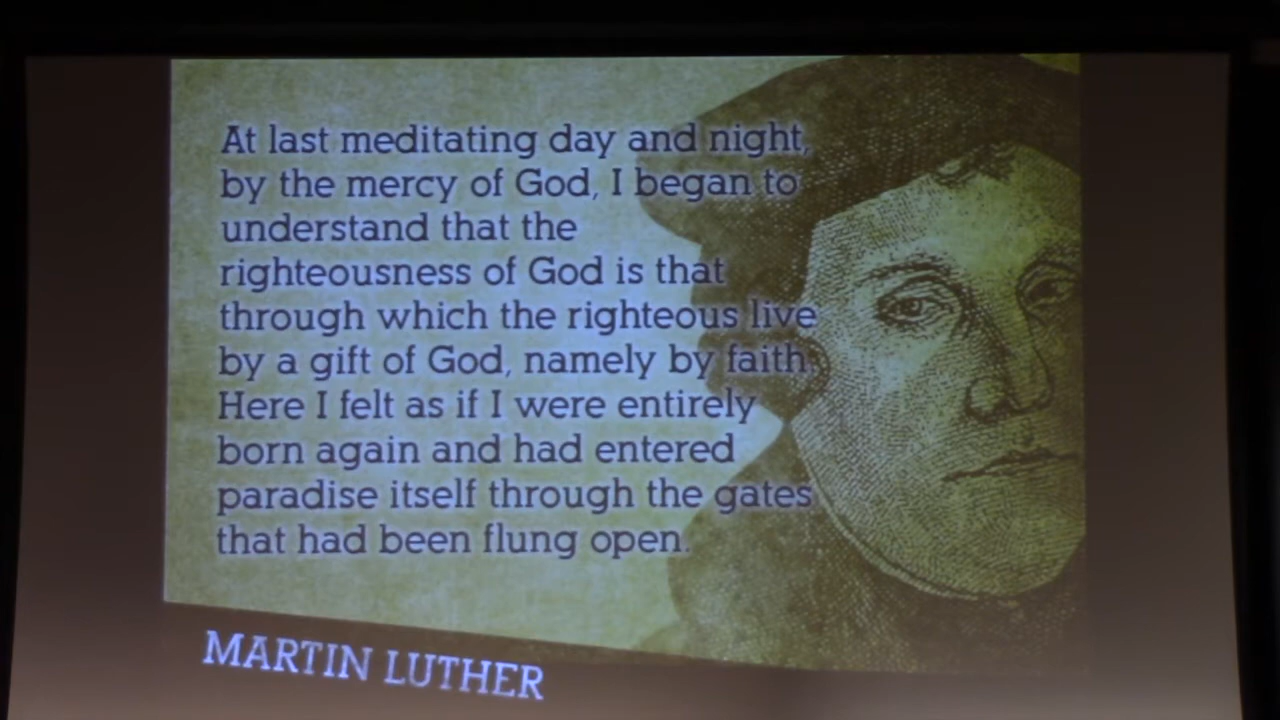 At last meditating day and night,
by the mercy of God, I began to
understand that the
righteousness of God is that
through which the righteous live
by a gift of God, namely by faith.
Here I felt as if I were entirely
born again and had entered
paradise itself through the gates
that had been flung open.
MARTIN LUTHER